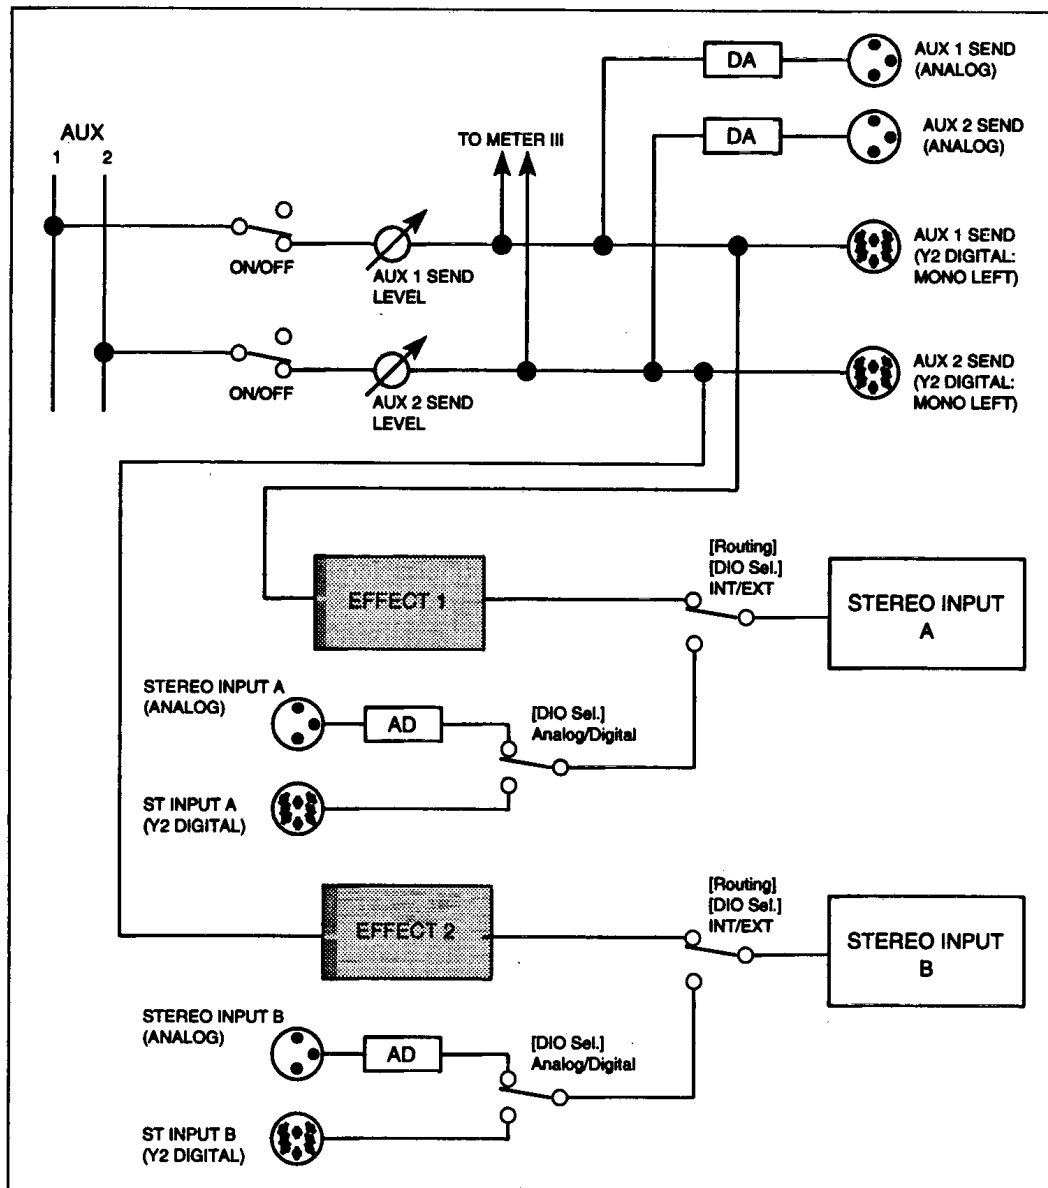 DA
AUX 1 SEND
(ANALOG)
DA
AUX 2 SEND
(ANALOG)
AUX
1 2
TO METER III
ON/OFF
AUX 1 SEND
LEVEL
AUX 1 SEND
(Y2 DIGITAL:
MONO LEFT)
ON/OFF
AUX 2 SEND
LEVEL
AUX 2 SEND
(Y2 DIGITAL:
MONO LEFT)
EFFECT 1
[Routing]
[DIO Sel.]
INT/EXT
STEREO INPUT
A
STEREO INPUT A
(ANALOG)
AD
[DIO Sel.]
Analog/Digital
ST INPUT A
(Y2 DIGITAL)
EFFECT 2
[Routing]
[DIO Sel.]
INT/EXT
STEREO INPUT
B
STEREO INPUT B
(ANALOG)
AD
[DIO Sel.]
Analog/Digital
ST INPUT B
(Y2 DIGITAL)